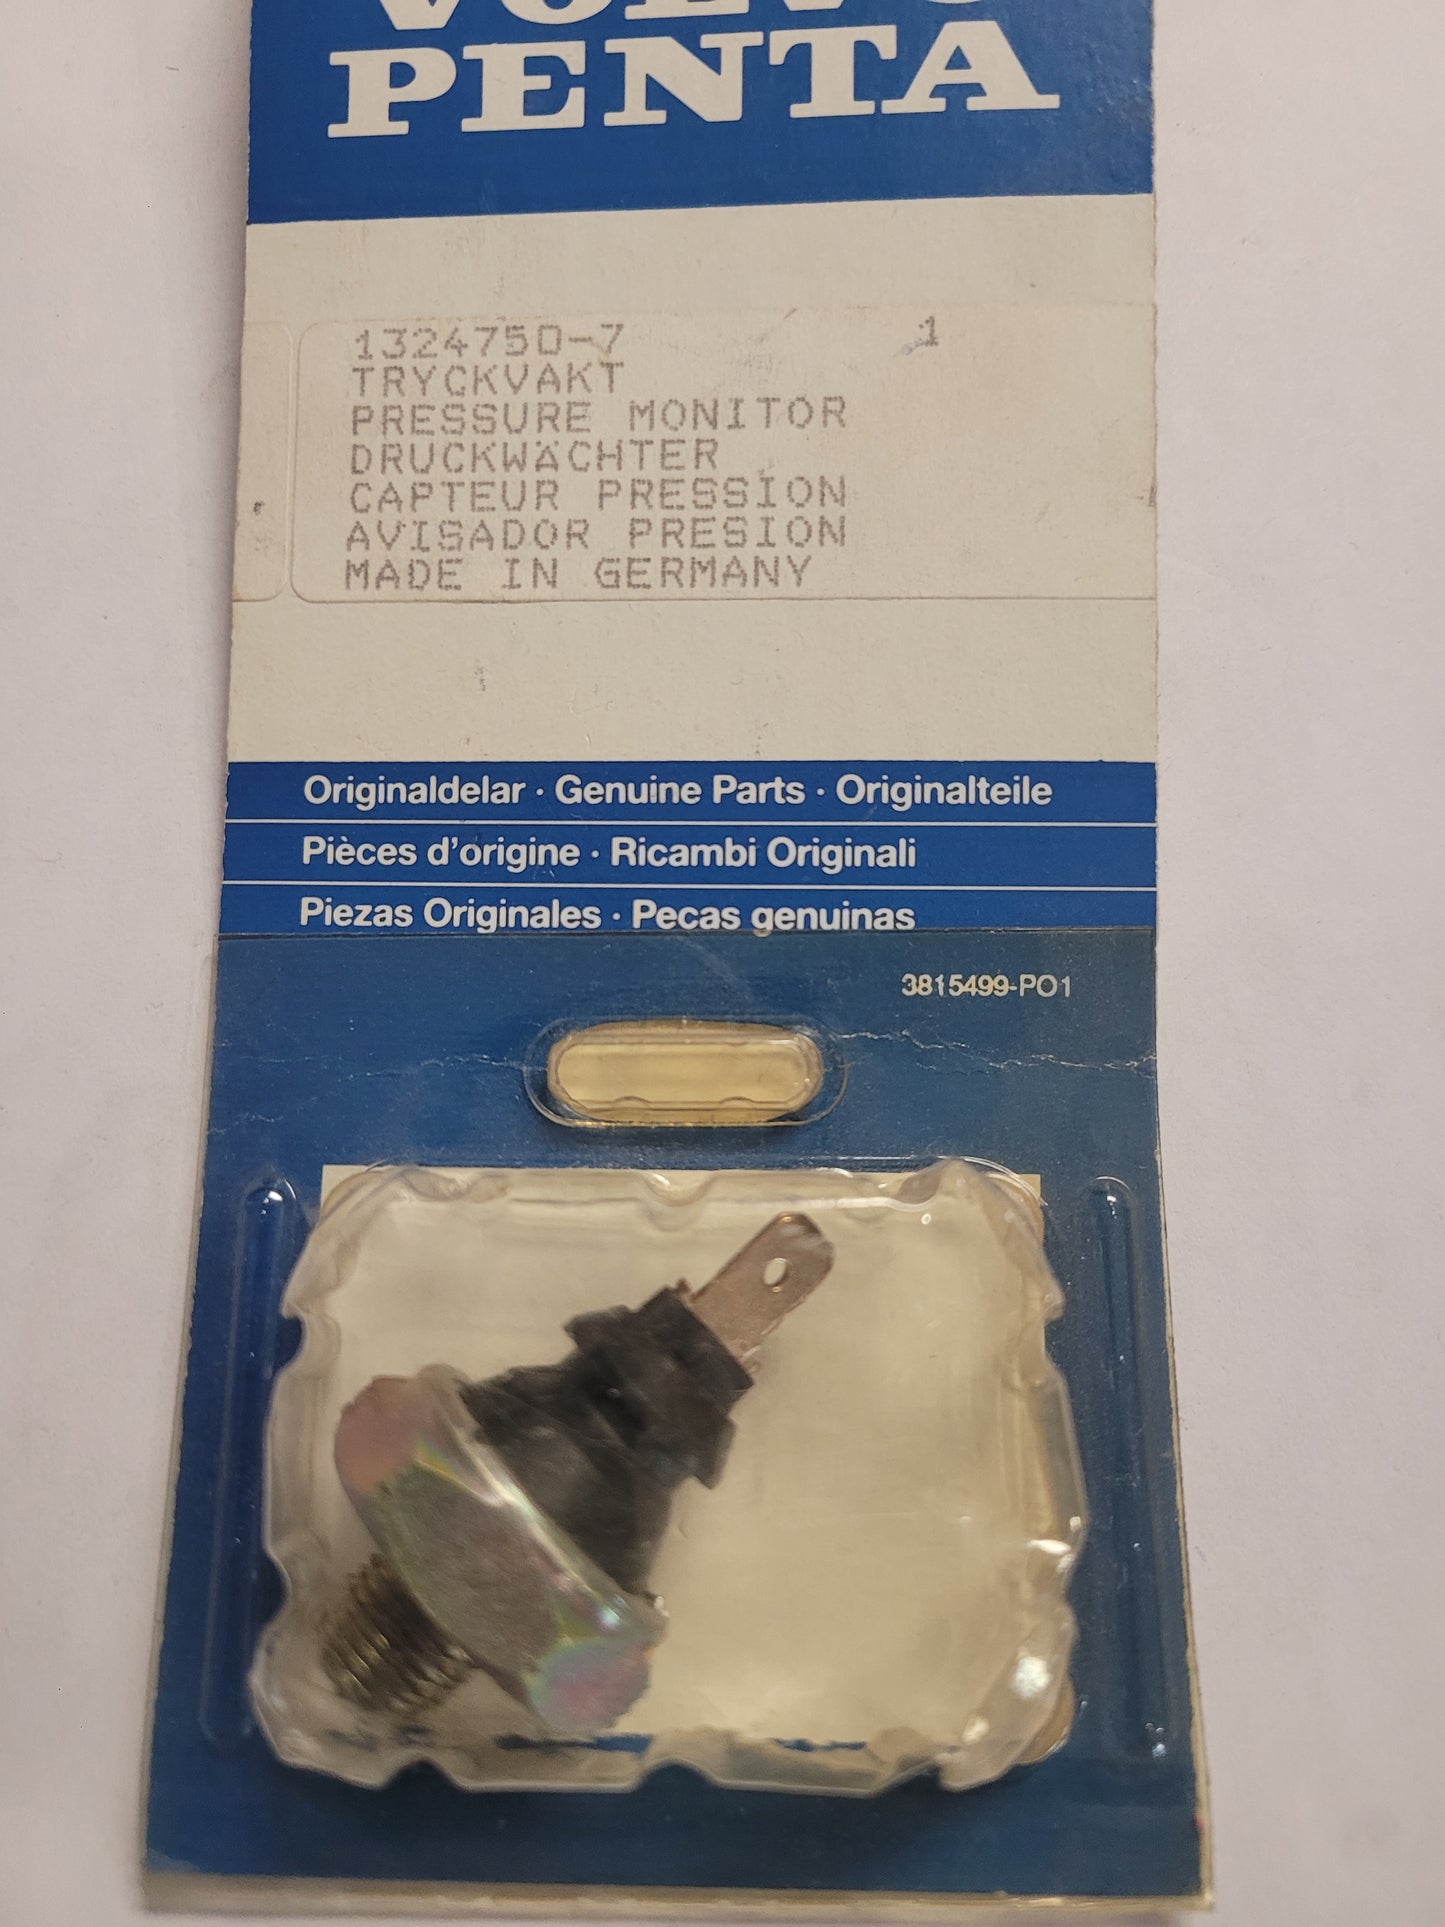 VOLVO
PENTA
1324750-7 1
TRYCKVAKT
PRESSURE MONITOR
DRUCKWÄCHTER
CAPTEUR PRESSION
AVISADOR PRESION
MADE IN GERMANY
Originaldelar · Genuine Parts · Originalteile
Pièces d'origine · Ricambi Originali
Piezas Originales · Pecas genuinas
3815499-PO1